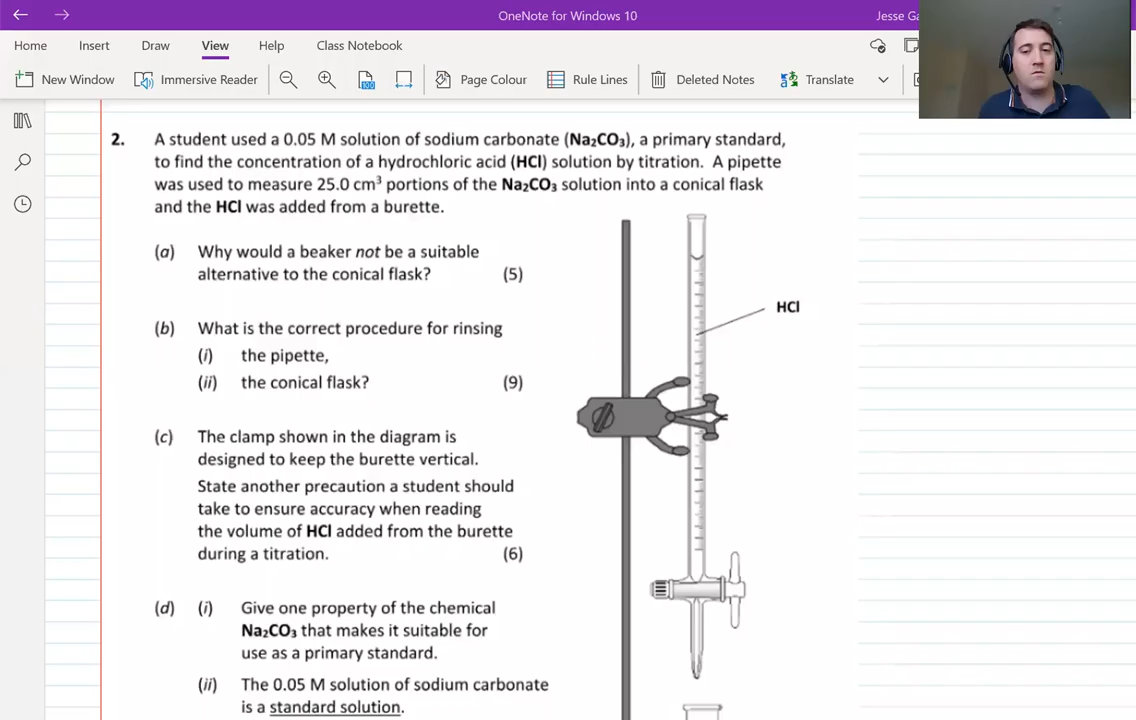 OneNote for Windows 10
Jesse Ga
Home Insert Draw View Help Class Notebook
New Window Immersive Reader 100 Page Colour Rule Lines Deleted Notes Translate
2. A student used a 0.05 M solution of sodium carbonate (Na₂CO₃), a primary standard,
to find the concentration of a hydrochloric acid (HCl) solution by titration. A pipette
was used to measure 25.0 cm³ portions of the Na₂CO₃ solution into a conical flask
and the HCl was added from a burette.
(a) Why would a beaker not be a suitable
alternative to the conical flask? (5)
HCl
(b) What is the correct procedure for rinsing
(i) the pipette,
(ii) the conical flask? (9)
(c) The clamp shown in the diagram is
designed to keep the burette vertical.
State another precaution a student should
take to ensure accuracy when reading
the volume of HCl added from the burette
during a titration. (6)
(d) (i) Give one property of the chemical
Na₂CO₃ that makes it suitable for
use as a primary standard.
(ii) The 0.05 M solution of sodium carbonate
is a standard solution.